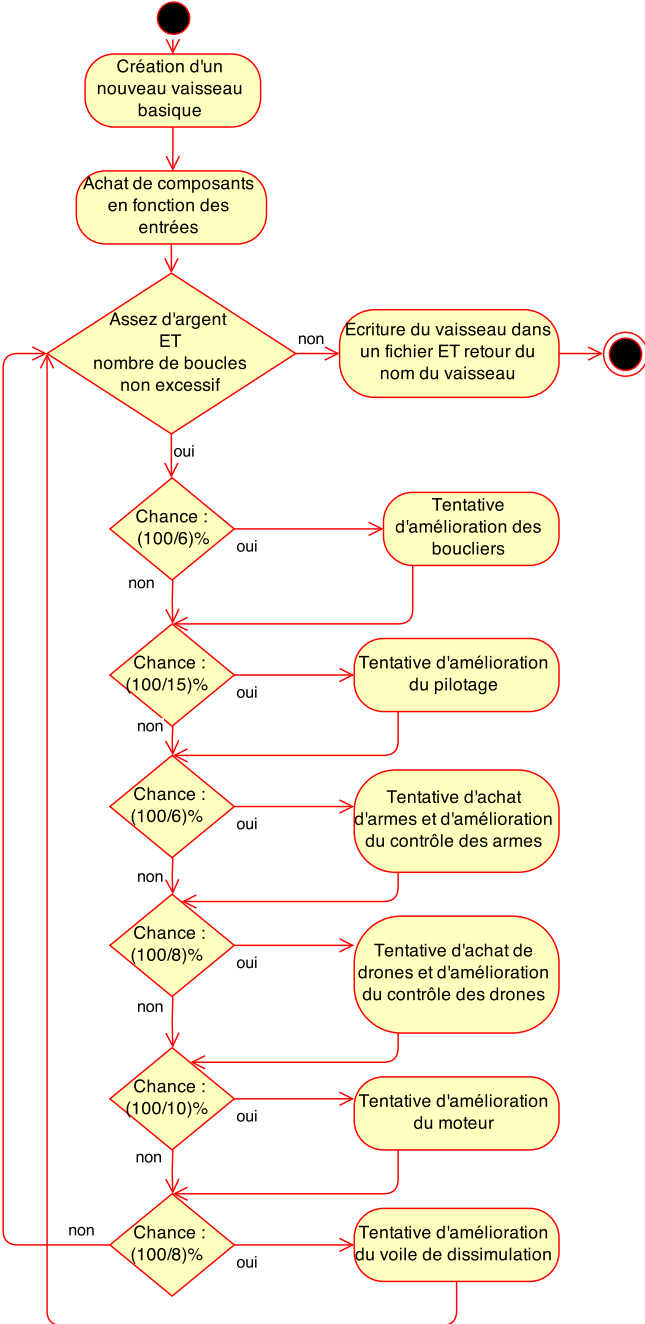 Création d'un
nouveau vaisseau
basique
Achat de composants
en fonction des
entrées
Assez d'argent
ET
nombre de boucles
non excessif
non
Ecriture du vaisseau dans
un fichier ET retour du
nom du vaisseau
oui
Chance :
(100/6)%
oui
non
Tentative
d'amélioration des
boucliers
Chance :
(100/15)%
oui
non
Tentative d'amélioration
du pilotage
Chance :
(100/6)%
oui
non
Tentative d'achat
d'armes et d'amélioration
du contrôle des armes
Chance :
(100/8)%
oui
non
Tentative d'achat de
drones et d'amélioration
du contrôle des drones
Chance :
(100/10)%
oui
non
Tentative d'amélioration
du moteur
Chance :
(100/8)%
non
oui
Tentative d'amélioration
du voile de dissimulation